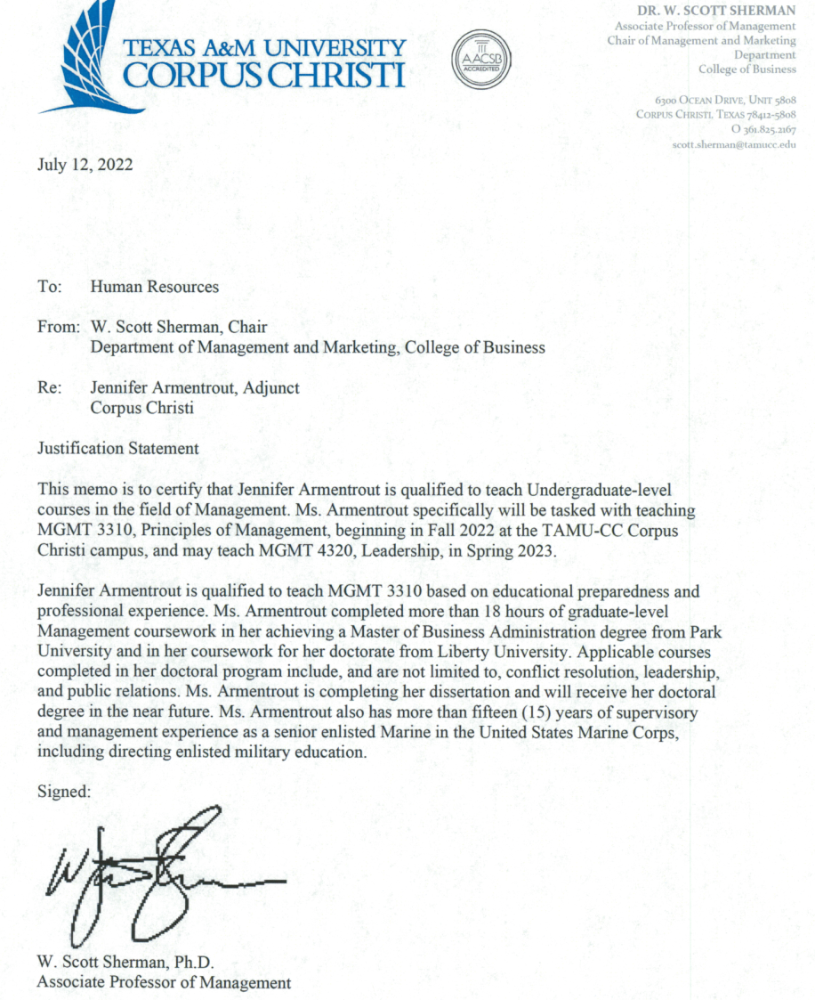 TEXAS A&M UNIVERSITY
CORPUS CHRISTI
AACSB
ACCREDITED
DR. W. SCOTT SHERMAN
Associate Professor of Management
Chair of Management and Marketing
Department
College of Business
6300 OCEAN DRIVE, UNIT 5808
CORPUS CHRISTI, TEXAS 78412-5808
O 361.825.2167
scott.sherman@tamucc.edu
July 12, 2022
To: Human Resources
From: W. Scott Sherman, Chair
Department of Management and Marketing, College of Business
Re: Jennifer Armentrout, Adjunct
Corpus Christi
Justification Statement
This memo is to certify that Jennifer Armentrout is qualified to teach Undergraduate-level
courses in the field of Management. Ms. Armentrout specifically will be tasked with teaching
MGMT 3310, Principles of Management, beginning in Fall 2022 at the TAMU-CC Corpus
Christi campus, and may teach MGMT 4320, Leadership, in Spring 2023.
Jennifer Armentrout is qualified to teach MGMT 3310 based on educational preparedness and
professional experience. Ms. Armentrout completed more than 18 hours of graduate-level
Management coursework in her achieving a Master of Business Administration degree from Park
University and in her coursework for her doctorate from Liberty University. Applicable courses
completed in her doctoral program include, and are not limited to, conflict resolution, leadership,
and public relations. Ms. Armentrout is completing her dissertation and will receive her doctoral
degree in the near future. Ms. Armentrout also has more than fifteen (15) years of supervisory
and management experience as a senior enlisted Marine in the United States Marine Corps,
including directing enlisted military education.
Signed:
W. Scott Sherman, Ph.D.
Associate Professor of Management